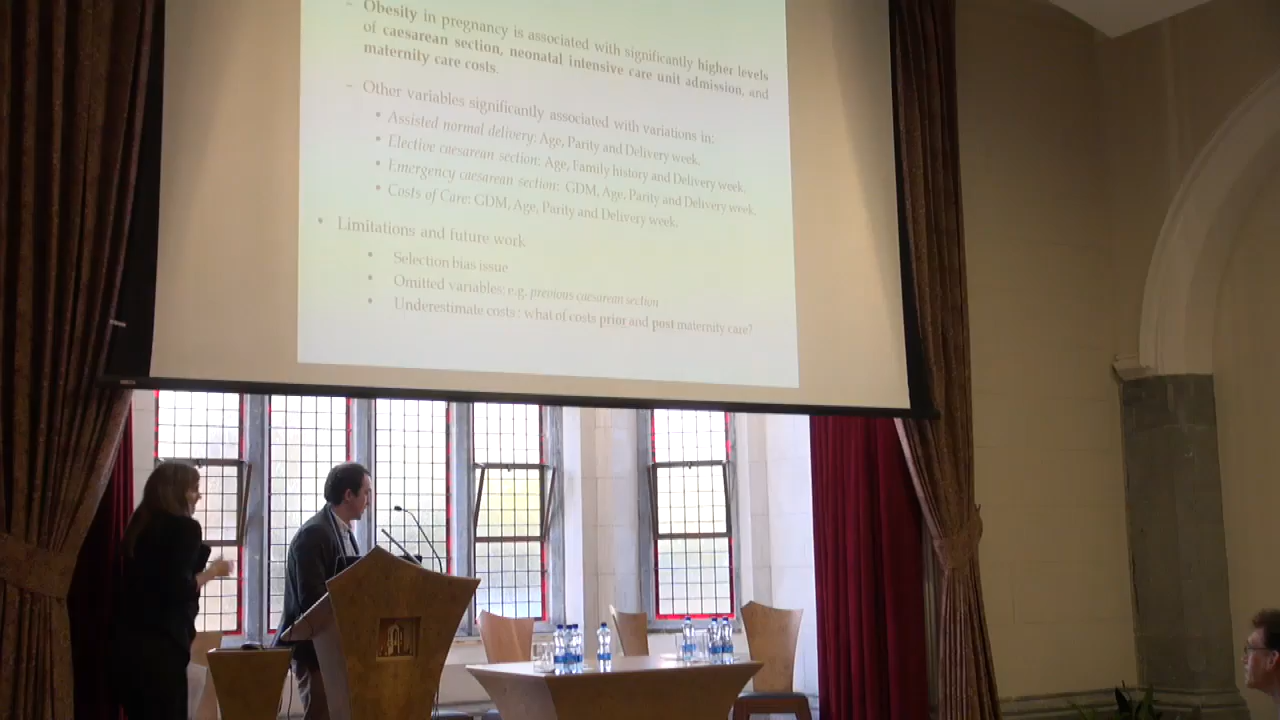 – Obesity in pregnancy is associated with significantly higher levels
of caesarean section, neonatal intensive care unit admission, and
maternity care costs.
– Other variables significantly associated with variations in:
• Assisted normal delivery: Age, Parity and Delivery week.
• Elective caesarean section: Age, Family history and Delivery week.
• Emergency caesarean section: GDM, Age, Parity and Delivery week.
• Costs of Care: GDM, Age, Parity and Delivery week.
• Limitations and future work
• Selection bias issue
• Omitted variables: e.g. previous caesarean section
• Underestimate costs : what of costs prior and post maternity care?